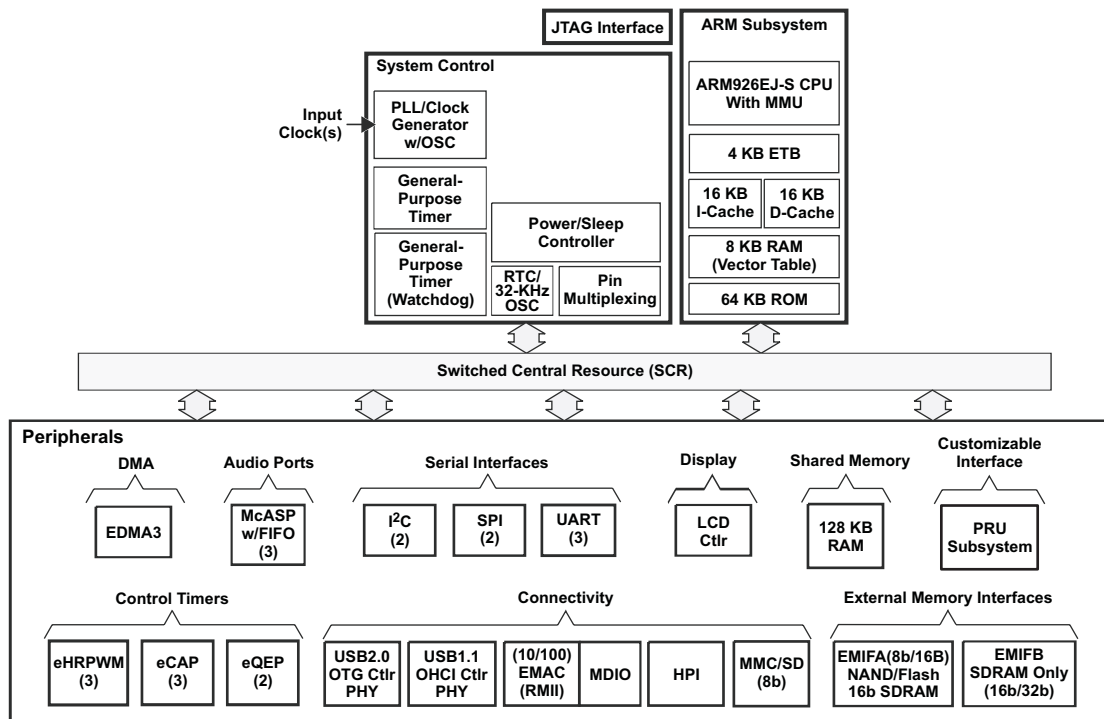 JTAG Interface
ARM Subsystem
System Control
ARM926EJ-S CPU
With MMU
Input
Clock(s)
PLL/Clock
Generator
w/OSC
4 KB ETB
General-
Purpose
Timer
16 KB
I-Cache
16 KB
D-Cache
Power/Sleep
Controller
General-
Purpose
Timer
(Watchdog)
8 KB RAM
(Vector Table)
RTC/
32-KHz
OSC
Pin
Multiplexing
64 KB ROM
Switched Central Resource (SCR)
Peripherals
DMA
EDMA3
Audio Ports
McASP
w/FIFO
(3)
Serial Interfaces
I²C
(2)
SPI
(2)
UART
(3)
Display
LCD
Ctlr
Shared Memory
128 KB
RAM
Customizable
Interface
PRU
Subsystem
Control Timers
eHRPWM
(3)
eCAP
(3)
eQEP
(2)
Connectivity
USB2.0
OTG Ctlr
PHY
USB1.1
OHCI Ctlr
PHY
(10/100)
EMAC
(RMII)
MDIO
HPI
MMC/SD
(8b)
External Memory Interfaces
EMIFA(8b/16B)
NAND/Flash
16b SDRAM
EMIFB
SDRAM Only
(16b/32b)